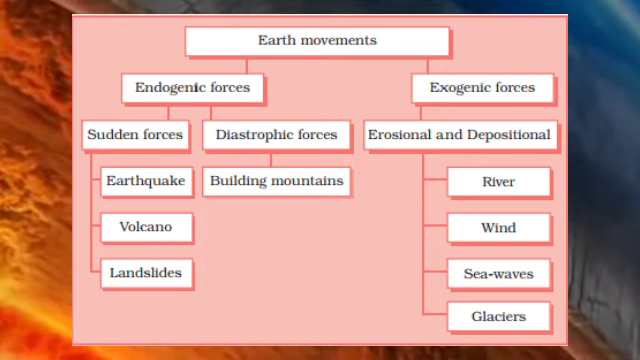 Earth movements
Endogenic forces
Exogenic forces
Sudden forces
Diastrophic forces
Erosional and Depositional
Earthquake
Building mountains
River
Volcano
Wind
Landslides
Sea-waves
Glaciers